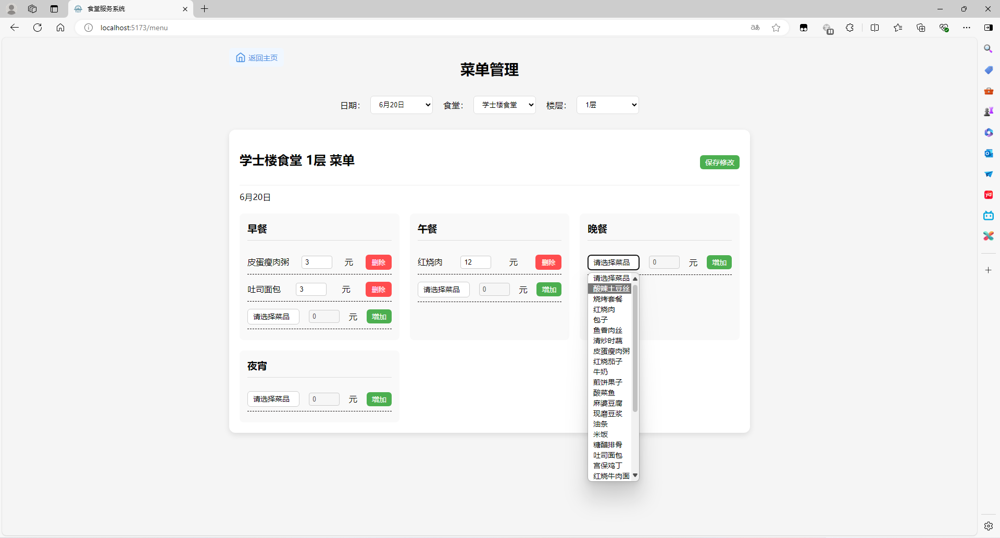 食堂服务系统
localhost:5173/menu
aあ
返回主页
菜单管理
日期： 6月20日 食堂： 学士楼食堂 楼层： 1层
学士楼食堂 1层 菜单
保存修改
6月20日
早餐
皮蛋瘦肉粥 3 元 删除
吐司面包 3 元 删除
请选择菜品 0 元 增加
午餐
红烧肉 12 元 删除
请选择菜品 0 元 增加
晚餐
请选择菜品 0 元 增加
请选择菜品
酸辣土豆丝
烧烤套餐
红烧肉
包子
鱼香肉丝
清炒时蔬
皮蛋瘦肉粥
红烧茄子
牛奶
煎饼果子
酸菜鱼
麻婆豆腐
现磨豆浆
油条
米饭
糖醋排骨
吐司面包
宫保鸡丁
红烧牛肉面
夜宵
请选择菜品 0 元 增加
yd